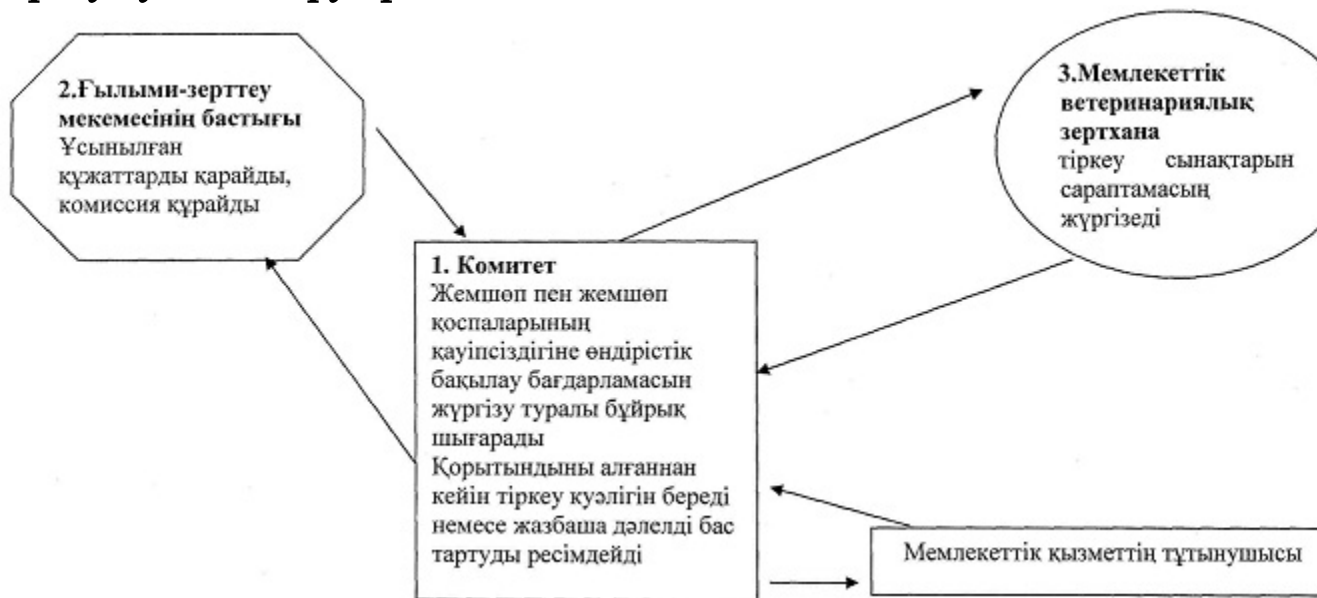 2.Ғылыми-зерттеу
мекемесінің бастығы
Ұсынылған
құжаттарды қарайды,
комиссия құрайды
3.Мемлекеттік
ветеринариялық
зертхана
тіркеу сынақтарын
сараптамасың
жүргізеді
1. Комитет
Жемшөп пен жемшөп
қоспаларының
қауіпсіздігіне өндірістік
бақылау бағдарламасын
жүргізу туралы бұйрық
шығарады
Қорытындыны алғаннан
кейін тіркеу куәлігін береді
немесе жазбаша дәлелді бас
тартуды ресімдейді
Мемлекеттік қызметтің тұтынушысы